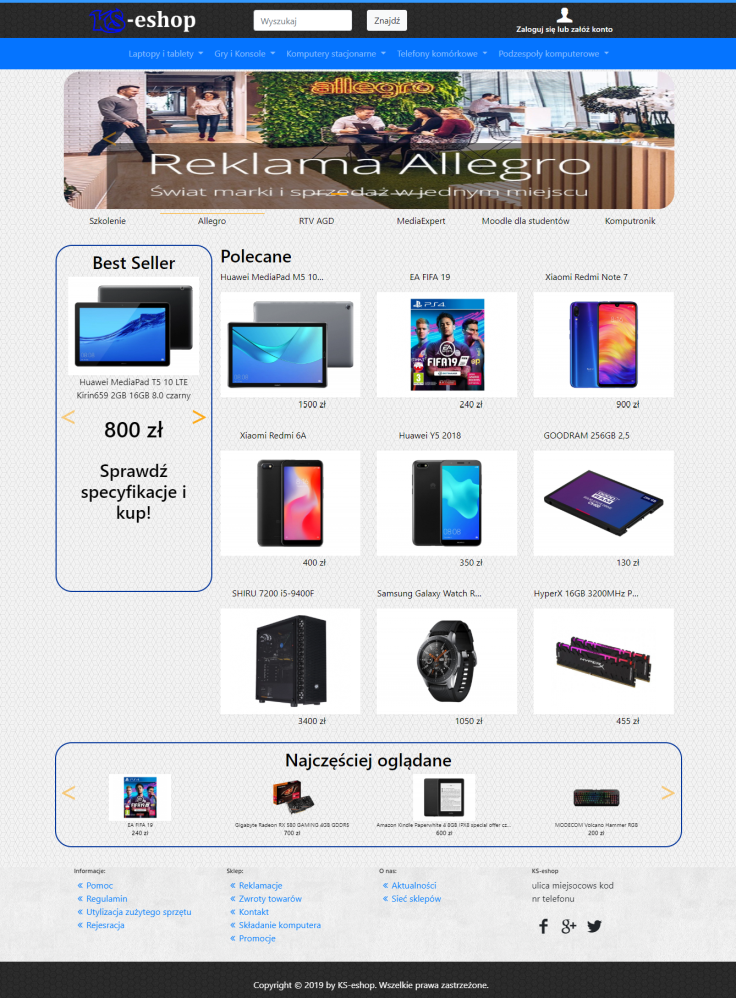 KS-eshop
Wyszukaj
Znajdź
Zaloguj się lub załóż konto
Laptopy i tablety
Gry i Konsole
Komputery stacjonarne
Telefony komórkowe
Podzespoły komputerowe
allegro
Reklama Allegro
Świat marki i sprzedaż w jednym miejscu
Szkolenie
Allegro
RTV AGD
MediaExpert
Moodle dla studentów
Komputronik
Best Seller
Huawei MediaPad T5 10 LTE
Kirin659 2GB 16GB 8.0 czarny
800 zł
Sprawdź
specyfikacje i
kup!
Polecane
Huawei MediaPad M5 10...
1500 zł
EA FIFA 19
PS4
FIFA19
240 zł
Xiaomi Redmi Note 7
900 zł
Xiaomi Redmi 6A
400 zł
Huawei Y5 2018
350 zł
GOODRAM 256GB 2,5
130 zł
SHIRU 7200 i5-9400F
3400 zł
Samsung Galaxy Watch R...
1050 zł
HyperX 16GB 3200MHz P...
HYPERX
455 zł
Najczęściej oglądane
EA FIFA 19
240 zł
Gigabyte Radeon RX 580 GAMING 4GB GDDR5
700 zł
Amazon Kindle Paperwhite 4 8GB IPX8 special offer cz...
600 zł
MODECOM Volcano Hammer RGB
200 zł
Informacje:
« Pomoc
« Regulamin
« Utylizacja zużytego sprzętu
« Rejesracja
Sklep:
« Reklamacje
« Zwroty towarów
« Kontakt
« Składanie komputera
« Promocje
O nas:
« Aktualności
« Sieć sklepów
KS-eshop
ulica miejsocows kod
nr telefonu
Copyright © 2019 by KS-eshop. Wszelkie prawa zastrzeżone.